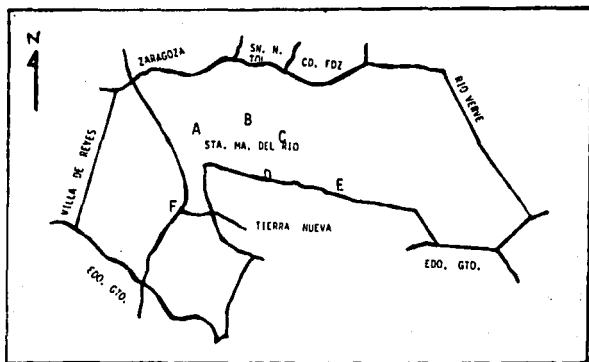 N
ZARAGOZA
SN. N.
TOL
CD. FDZ
RIO VERVE
VILLA DE REYES
A
B
C
STA. MA. DEL RIO
D
E
F
TIERRA NUEVA
EDO. GTO.
EDO. GTO.